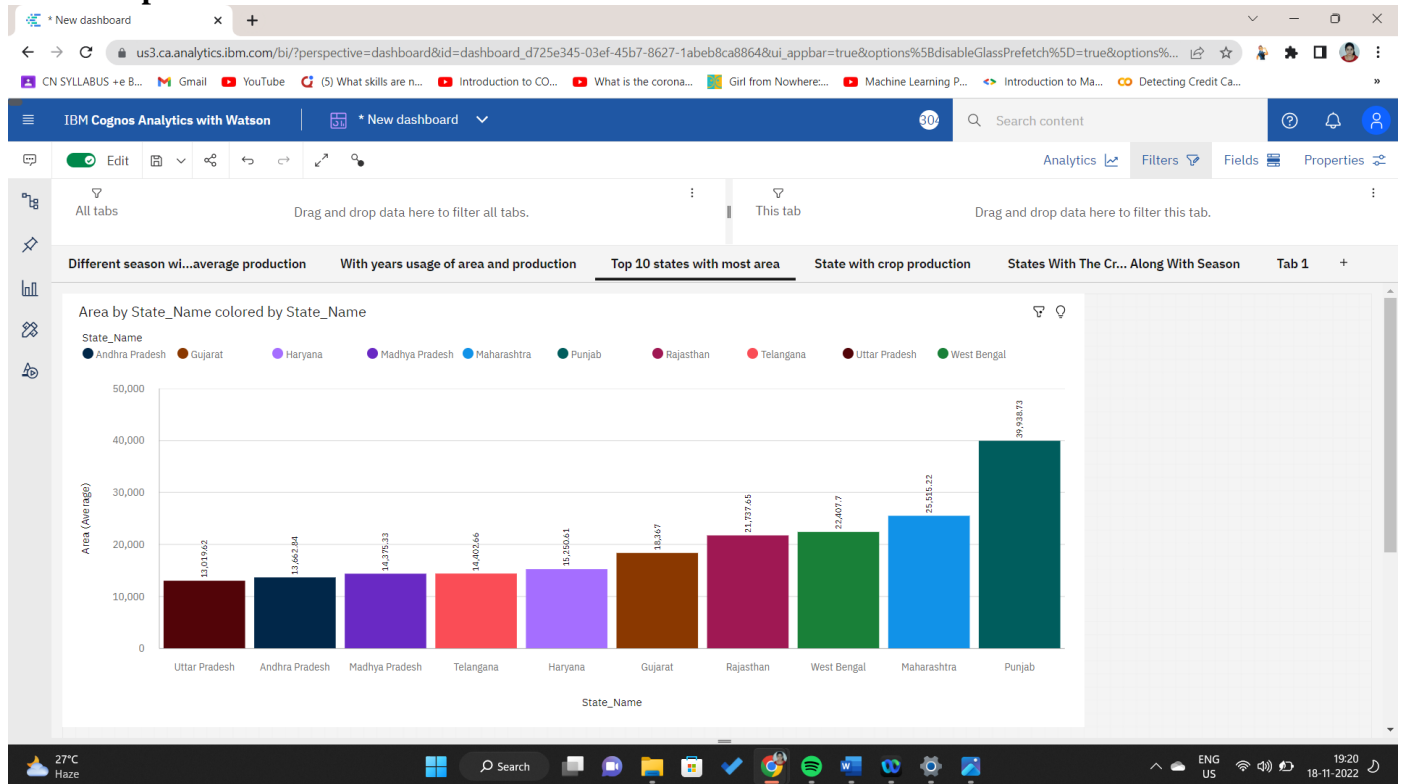 * New dashboard
us3.ca.analytics.ibm.com/bi/?perspective=dashboard&id=dashboard_d725e345-03ef-45b7-8627-1abeb8ca8864&ui_appbar=true&options%5BdisableGlassPrefetch%5D=true&options%...
CN SYLLABUS +e B... Gmail YouTube (5) What skills are n... Introduction to CO... What is the corona... Girl from Nowhere:... Machine Learning P... Introduction to Ma... Detecting Credit Ca... »
IBM Cognos Analytics with Watson * New dashboard 304 Search content
Edit Analytics Filters Fields Properties
All tabs Drag and drop data here to filter all tabs. This tab Drag and drop data here to filter this tab.
Different season wi...average production With years usage of area and production Top 10 states with most area State with crop production States With The Cr... Along With Season Tab 1 +
Area by State_Name colored by State_Name
State_Name
Andhra Pradesh Gujarat Haryana Madhya Pradesh Maharashtra Punjab Rajasthan Telangana Uttar Pradesh West Bengal
50,000
40,000
30,000
20,000
10,000
0
Area (Average)
13,019.62
13,662.84
14,375.33
14,402.66
15,250.61
18,367
21,737.65
22,407.7
25,515.22
39,938.73
Uttar Pradesh Andhra Pradesh Madhya Pradesh Telangana Haryana Gujarat Rajasthan West Bengal Maharashtra Punjab
State_Name
27°C
Haze
Search
ENG
US
19:20
18-11-2022